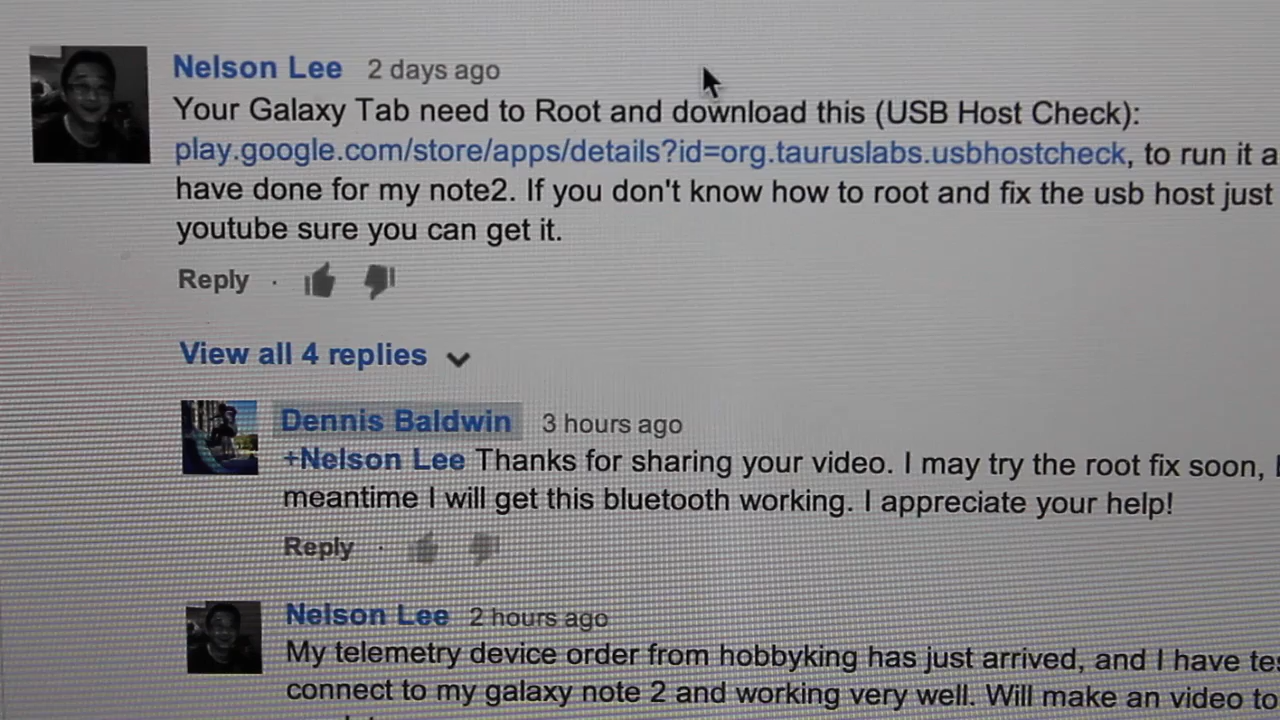 Nelson Lee 2 days ago
Your Galaxy Tab need to Root and download this (USB Host Check):
play.google.com/store/apps/details?id=org.tauruslabs.usbhostcheck, to run it a
have done for my note2. If you don't know how to root and fix the usb host just
youtube sure you can get it.
Reply ·
View all 4 replies
Dennis Baldwin 3 hours ago
+Nelson Lee Thanks for sharing your video. I may try the root fix soon,
meantime I will get this bluetooth working. I appreciate your help!
Reply ·
Nelson Lee 2 hours ago
My telemetry device order from hobbyking has just arrived, and I have tes
connect to my galaxy note 2 and working very well. Will make an video to